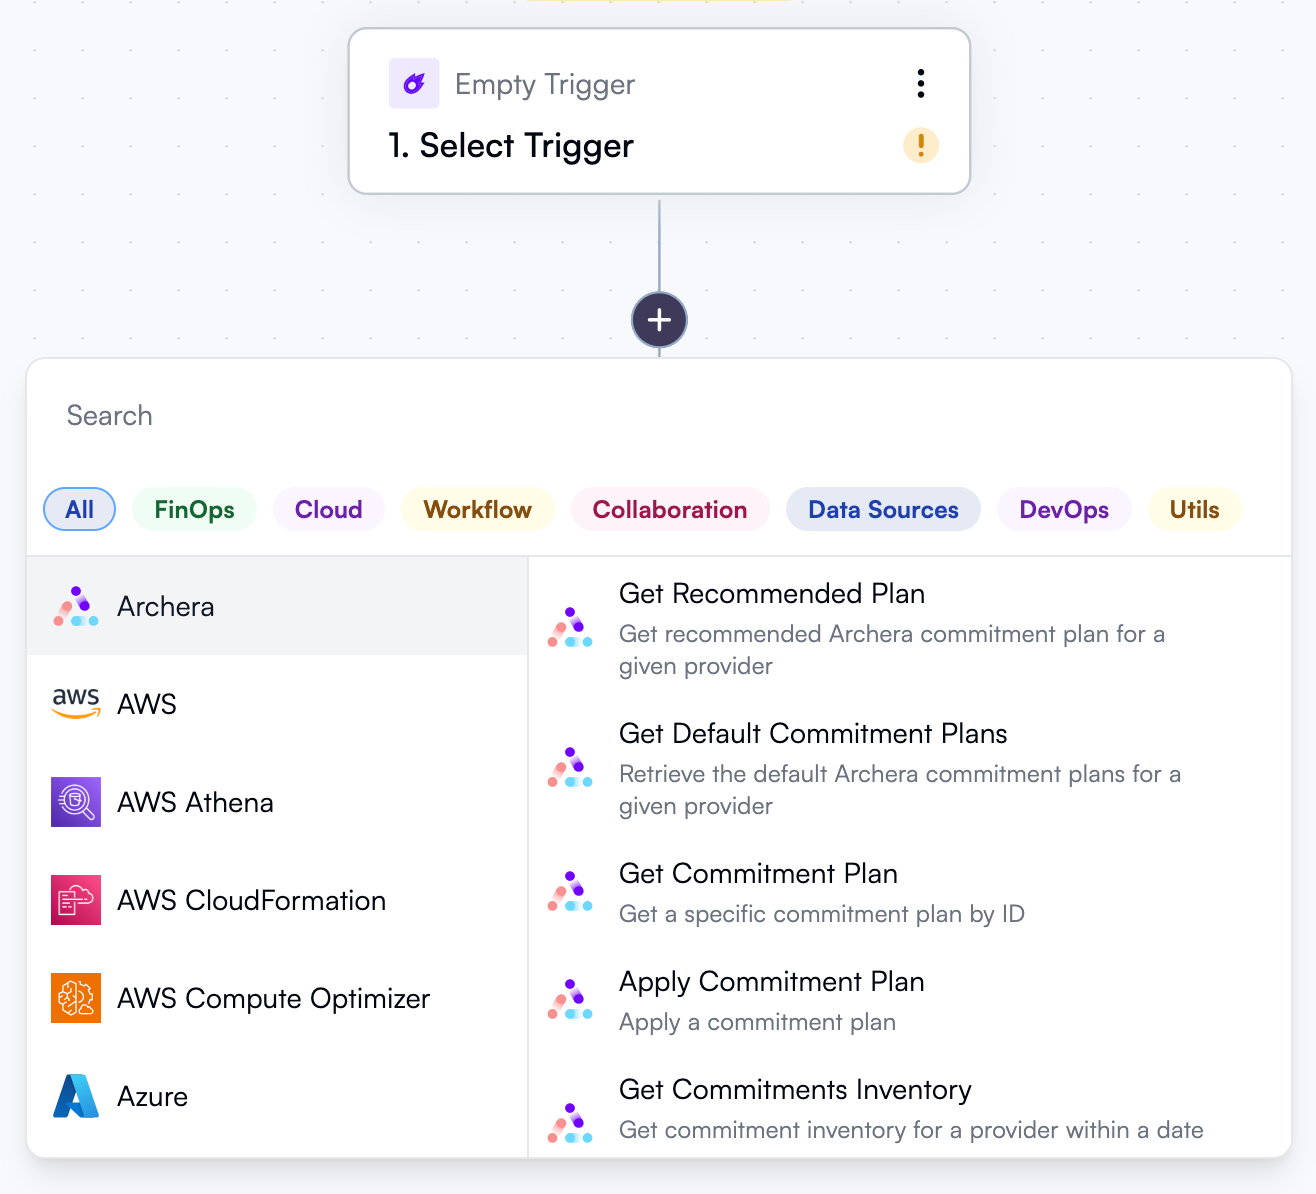 Empty Trigger
1. Select Trigger
Search
All FinOps Cloud Workflow Collaboration Data Sources DevOps Utils
Archera
aws AWS
AWS Athena
AWS CloudFormation
AWS Compute Optimizer
Azure
Get Recommended Plan
Get recommended Archera commitment plan for a
given provider
Get Default Commitment Plans
Retrieve the default Archera commitment plans for a
given provider
Get Commitment Plan
Get a specific commitment plan by ID
Apply Commitment Plan
Apply a commitment plan
Get Commitments Inventory
Get commitment inventory for a provider within a date